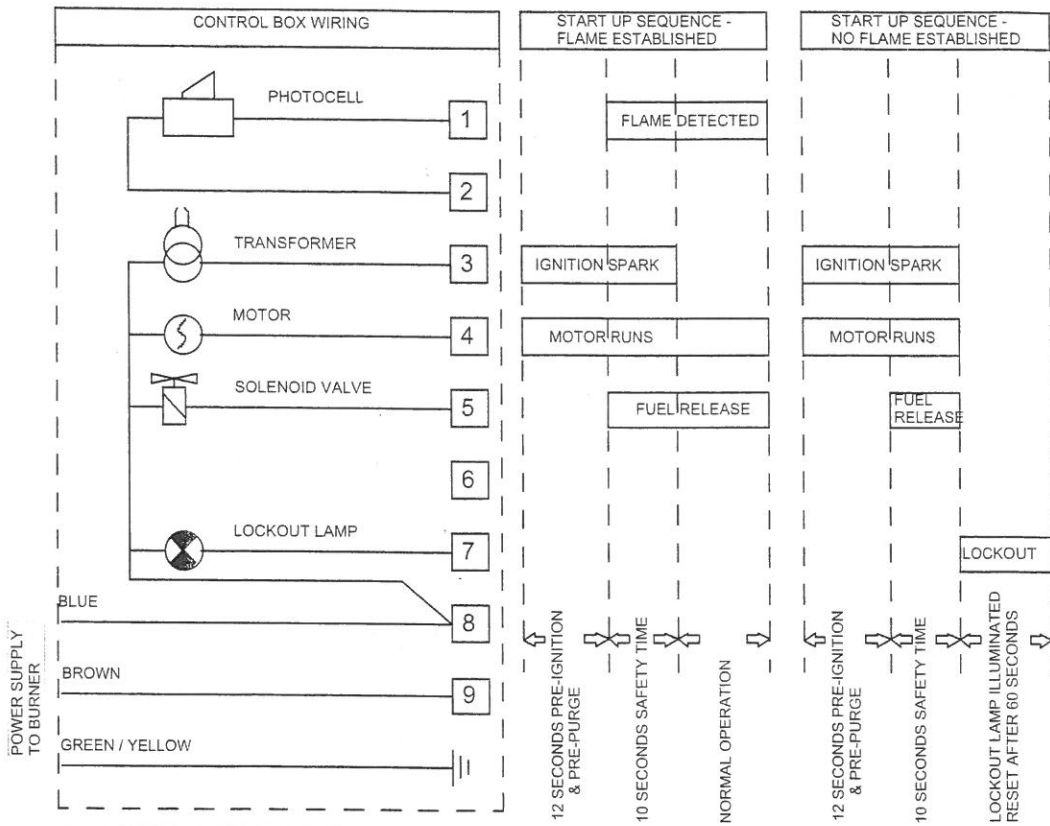 CONTROL BOX WIRING
START UP SEQUENCE -
FLAME ESTABLISHED
START UP SEQUENCE -
NO FLAME ESTABLISHED
PHOTOCELL
1
FLAME DETECTED
2
TRANSFORMER
3
IGNITION SPARK
IGNITION SPARK
MOTOR
4
MOTOR RUNS
MOTOR RUNS
SOLENOID VALVE
5
FUEL RELEASE
FUEL
RELEASE
6
LOCKOUT LAMP
7
LOCKOUT
BLUE
8
BROWN
9
GREEN / YELLOW
POWER SUPPLY
TO BURNER
12 SECONDS PRE-IGNITION
& PRE-PURGE
10 SECONDS SAFETY TIME
NORMAL OPERATION
12 SECONDS PRE-IGNITION
& PRE-PURGE
10 SECONDS SAFETY TIME
LOCKOUT LAMP ILLUMINATED
RESET AFTER 60 SECONDS